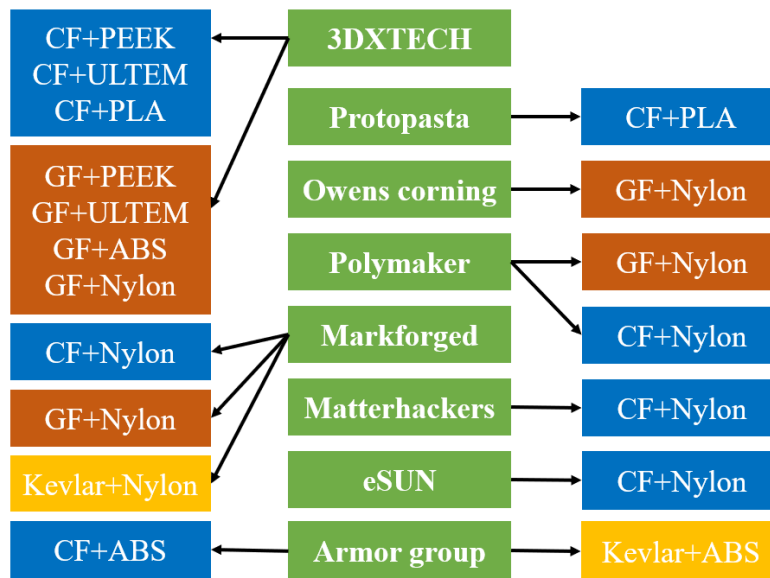 CF+PEEK
CF+ULTEM
CF+PLA
GF+PEEK
GF+ULTEM
GF+ABS
GF+Nylon
CF+Nylon
GF+Nylon
Kevlar+Nylon
CF+ABS
3DXTECH
Protopasta
Owens corning
Polymaker
Markforged
Matterhackers
eSUN
Armor group
CF+PLA
GF+Nylon
GF+Nylon
CF+Nylon
CF+Nylon
CF+Nylon
Kevlar+ABS